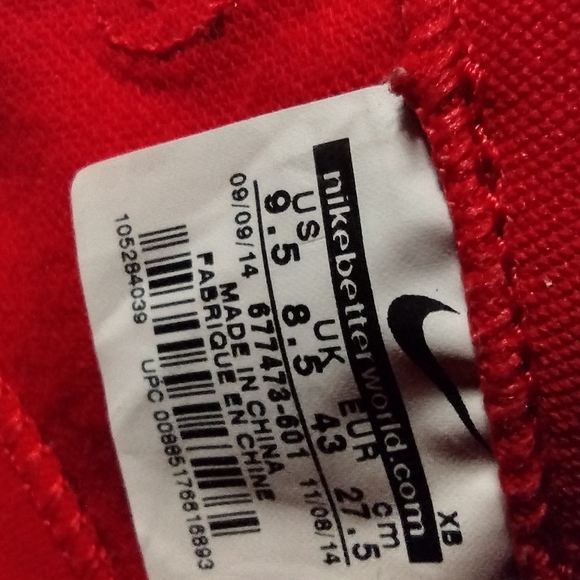 XB
nikebetterworld.com
US UK EUR cm
9.5 8.5 43 27.5
09/09/14 677473-601 11/08/14
MADE IN CHINA
FABRIQUE EN CHINE
105284039 UPC 00885176816893